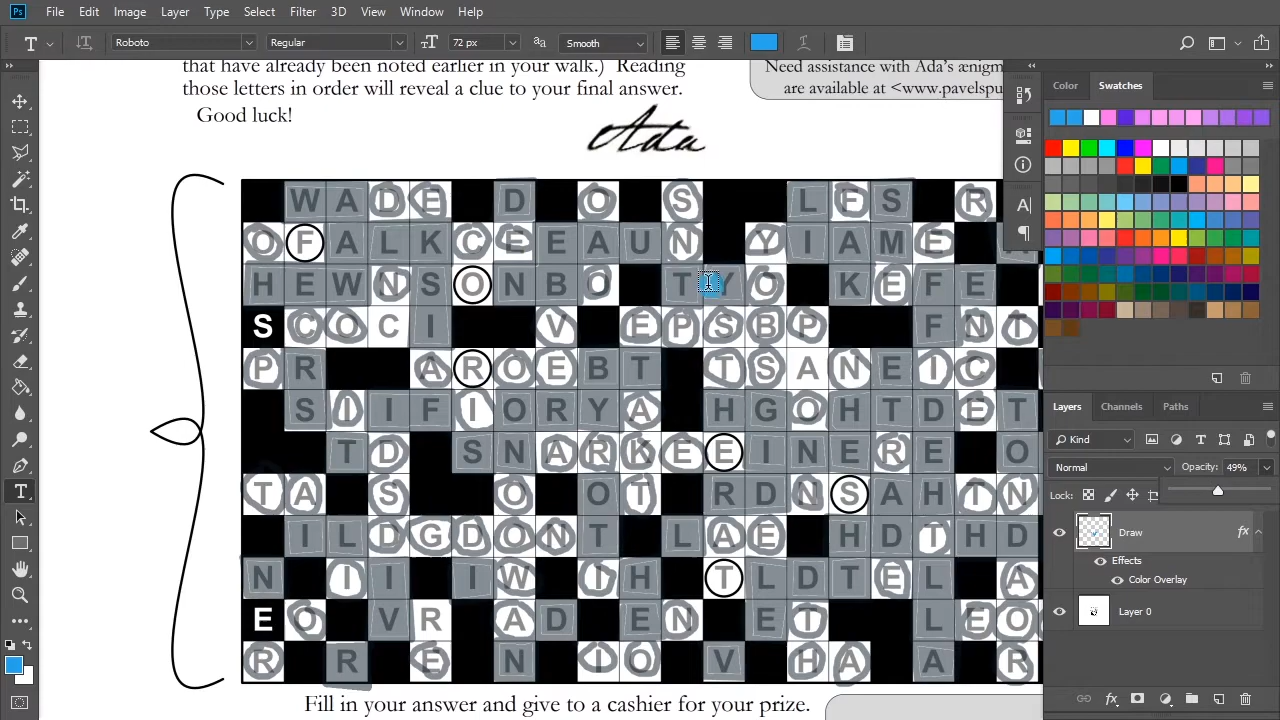 Ps File Edit Image Layer Type Select Filter 3D View Window Help
T Roboto Regular 72 px Smooth
that have already been noted earlier in your walk.) Reading
those letters in order will reveal a clue to your final answer.
Good luck!
Ada
Need assistance with Ada's ænigm
are available at <www.pavelspu
W A D E D O S L F S R
O F A L K C E E A U N Y I A M E A
H E W N S O N B O T Y O K E F E
S C O C I V E P S B P F N T
P R A R O E B T T S A N E I C
S I I F I O R Y A H G O H T D E T
T D S N A R K E E E I N E R E O
T A S O O T R D N S A H T N
I L D G D O N T L A E H D T H D
N I I I W I H T L D T E L A
E O V R A D E N E T L E O
R R E N I O V H A A R
Fill in your answer and give to a cashier for your prize.
Color Swatches
Layers Channels Paths
Kind
Normal Opacity: 49%
Lock:
Draw fx
Effects
Color Overlay
Layer 0